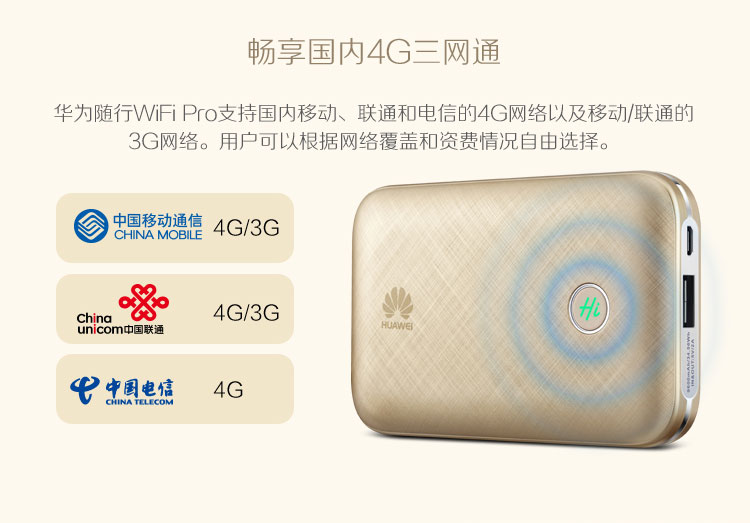 畅享国内4G三网通
华为随行WiFi Pro支持国内移动、联通和电信的4G网络以及移动/联通的
3G网络。用户可以根据网络覆盖和资费情况自由选择。
中国移动通信
CHINA MOBILE
4G/3G
China
unicom中国联通
4G/3G
中国电信
CHINA TELECOM
4G
HUAWEI
Hi